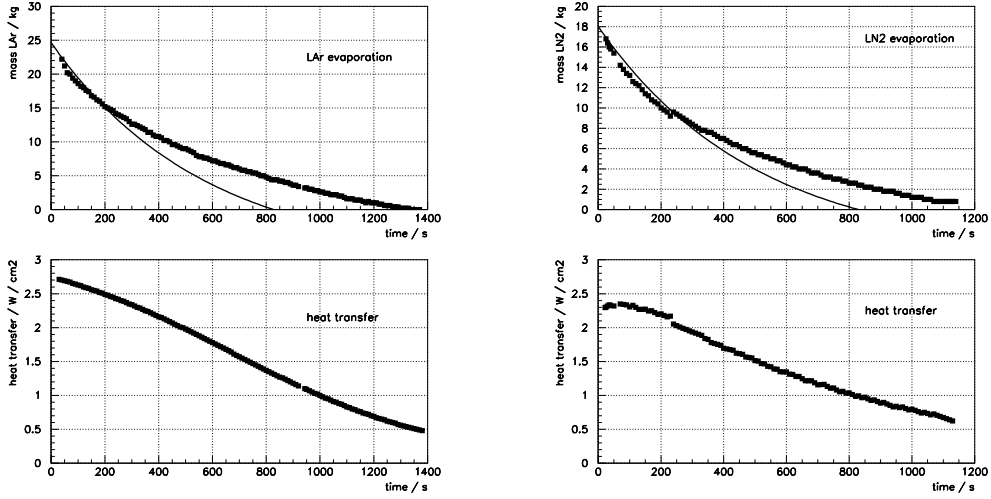 mass LAr / kg
30
25
20
15
10
5
0
LAr evaporation
0 200 400 600 800 1000 1200 1400
time / s
mass LN2 / kg
20
18
16
14
12
10
8
6
4
2
0
LN2 evaporation
0 200 400 600 800 1000 1200
time / s
heat transfer / W / cm2
3
2.5
2
1.5
1
0.5
0
heat transfer
0 200 400 600 800 1000 1200 1400
time / s
heat transfer / W / cm2
3
2.5
2
1.5
1
0.5
0
heat transfer
0 200 400 600 800 1000 1200
time / s